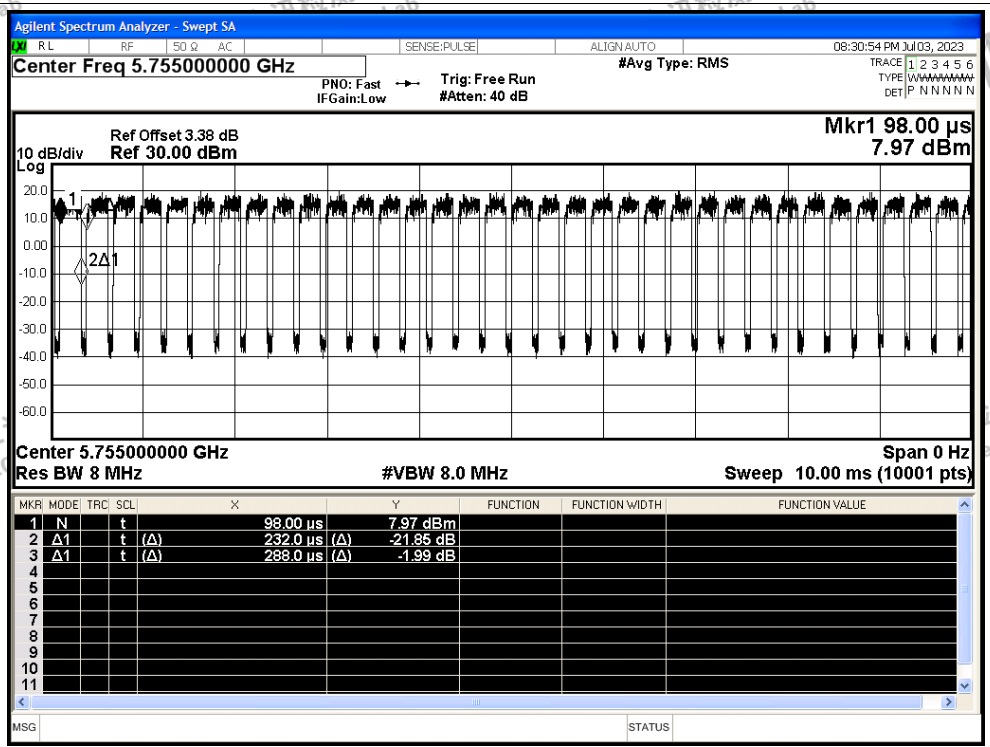 Agilent Spectrum Analyzer - Swept SA
LXI RL RF 50 Ω AC SENSE:PULSE ALIGN AUTO 08:30:54 PM Jul 03, 2023
Center Freq 5.755000000 GHz #Avg Type: RMS TRACE 1 2 3 4 5 6
PNO: Fast Trig: Free Run TYPE WWWWWW
IFGain:Low #Atten: 40 dB DET P N N N N N
Mkr1 98.00 µs
7.97 dBm
Ref Offset 3.38 dB
10 dB/div Ref 30.00 dBm
Log
20.0
1
10.0
0.00
2Δ1
-10.0
-20.0
-30.0
-40.0
-50.0
-60.0
Center 5.755000000 GHz Span 0 Hz
Res BW 8 MHz #VBW 8.0 MHz Sweep 10.00 ms (10001 pts)
MKR MODE TRC SCL X Y FUNCTION FUNCTION WIDTH FUNCTION VALUE
1 N t 98.00 µs 7.97 dBm
2 Δ1 t (Δ) 232.0 µs (Δ) -21.85 dB
3 Δ1 t (Δ) 288.0 µs (Δ) -1.99 dB
4
5
6
7
8
9
10
11
MSG STATUS